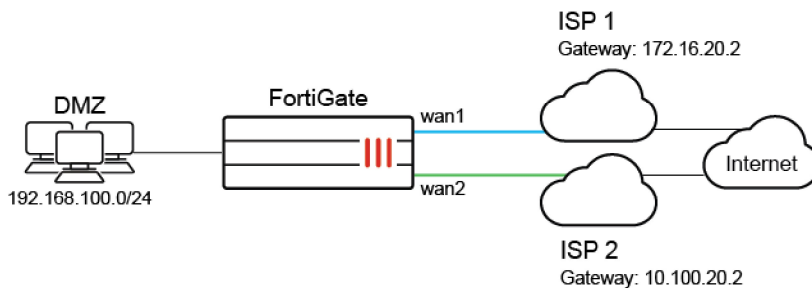 ISP 1
Gateway: 172.16.20.2
DMZ
FortiGate
wan1
Internet
wan2
192.168.100.0/24
ISP 2
Gateway: 10.100.20.2